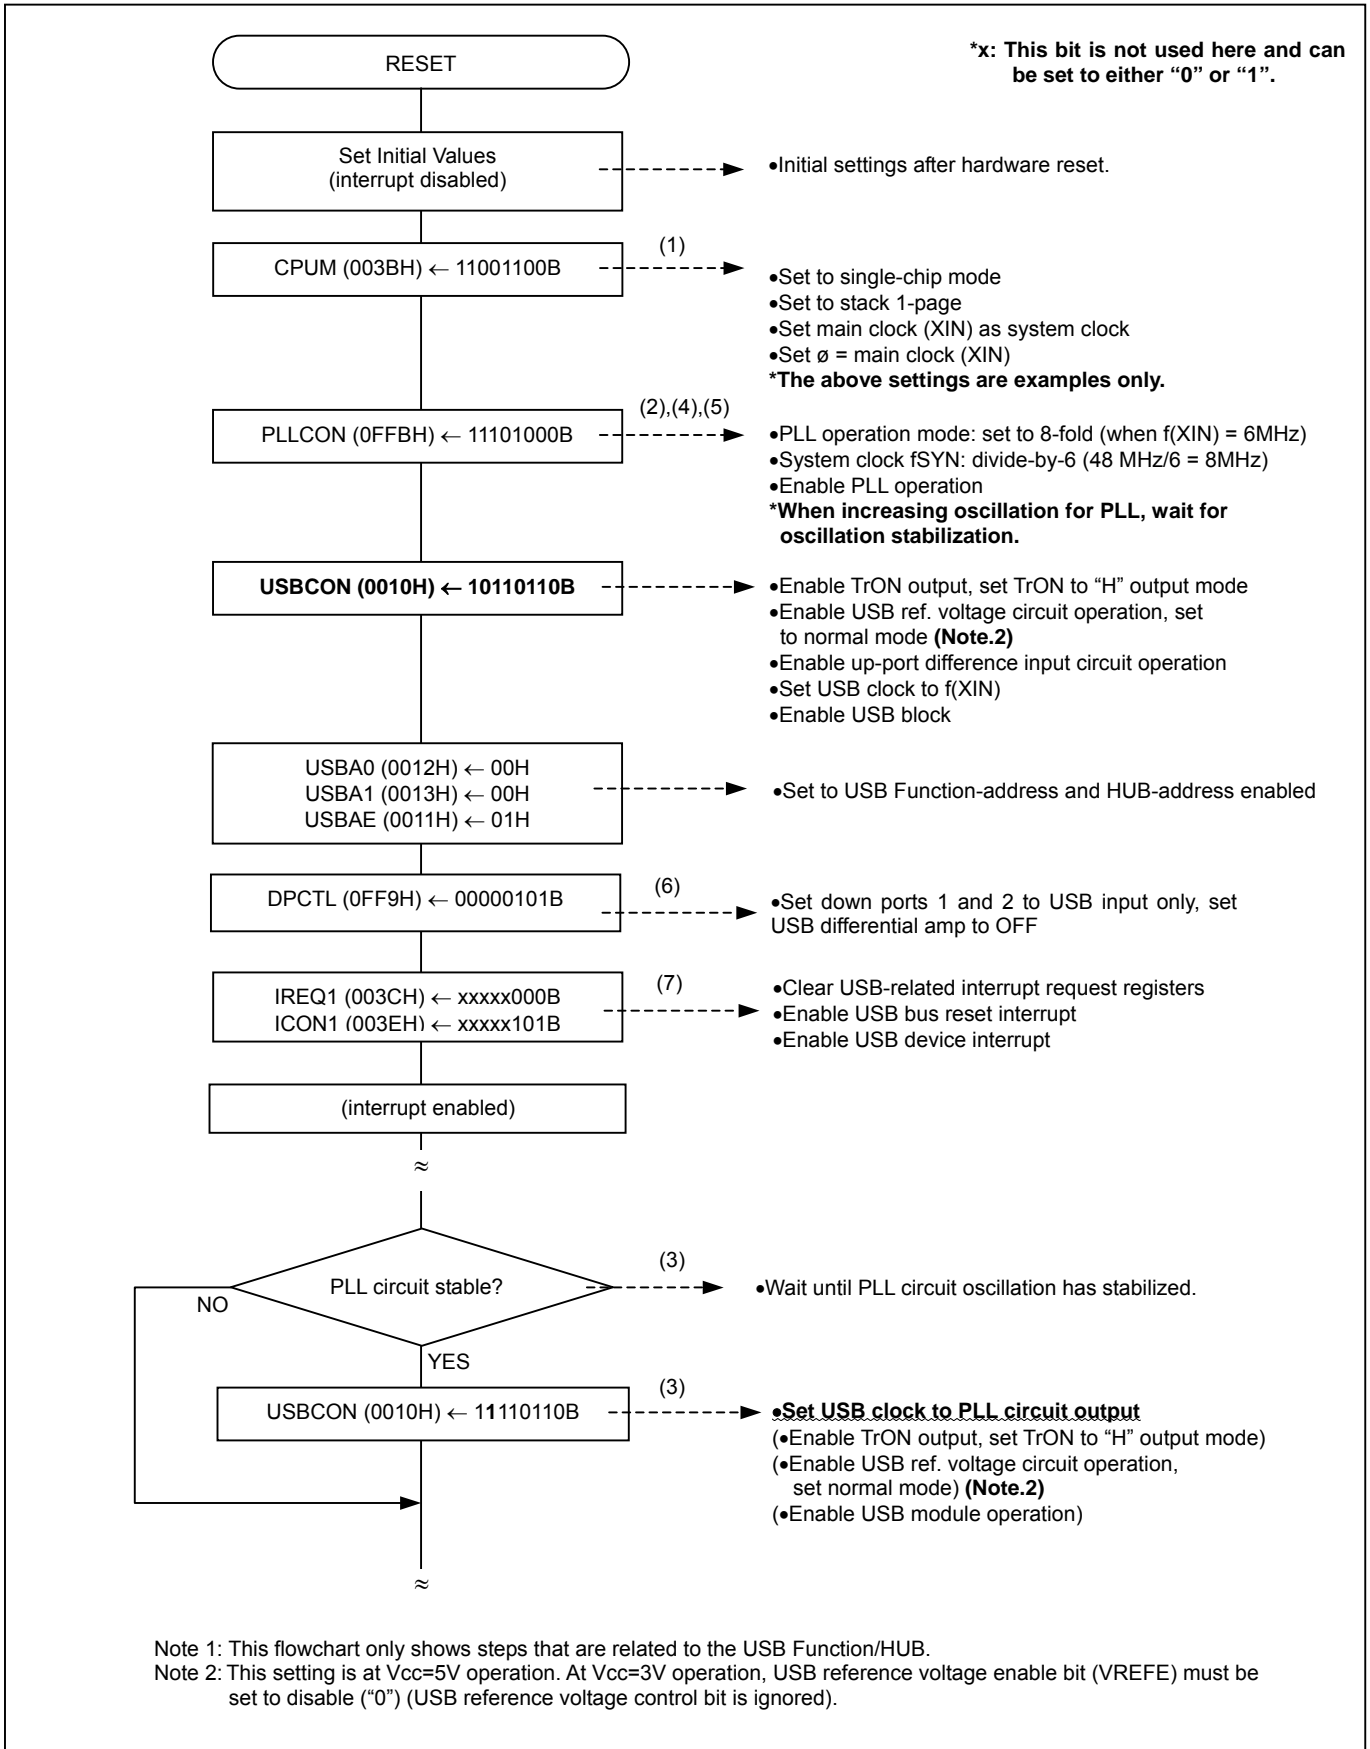 RESET
*x: This bit is not used here and can
be set to either “0” or “1”.
Set Initial Values
(interrupt disabled)
•Initial settings after hardware reset.
CPUM (003BH) ← 11001100B
(1)
•Set to single-chip mode
•Set to stack 1-page
•Set main clock (XIN) as system clock
•Set ø = main clock (XIN)
*The above settings are examples only.
PLLCON (0FFBH) ← 11101000B
(2),(4),(5)
•PLL operation mode: set to 8-fold (when f(XIN) = 6MHz)
•System clock fSYN: divide-by-6 (48 MHz/6 = 8MHz)
•Enable PLL operation
*When increasing oscillation for PLL, wait for
oscillation stabilization.
USBCON (0010H) ← 10110110B
•Enable TrON output, set TrON to “H” output mode
•Enable USB ref. voltage circuit operation, set
to normal mode (Note.2)
•Enable up-port difference input circuit operation
•Set USB clock to f(XIN)
•Enable USB block
USBA0 (0012H) ← 00H
USBA1 (0013H) ← 00H
USBAE (0011H) ← 01H
•Set to USB Function-address and HUB-address enabled
DPCTL (0FF9H) ← 00000101B
(6)
•Set down ports 1 and 2 to USB input only, set
USB differential amp to OFF
IREQ1 (003CH) ← xxxxx000B
ICON1 (003EH) ← xxxxx101B
(7)
•Clear USB-related interrupt request registers
•Enable USB bus reset interrupt
•Enable USB device interrupt
(interrupt enabled)
≈
PLL circuit stable?
(3)
•Wait until PLL circuit oscillation has stabilized.
NO
YES
USBCON (0010H) ← 11110110B
(3)
•Set USB clock to PLL circuit output
(•Enable TrON output, set TrON to “H” output mode)
(•Enable USB ref. voltage circuit operation,
set normal mode) (Note.2)
(•Enable USB module operation)
≈
Note 1: This flowchart only shows steps that are related to the USB Function/HUB.
Note 2: This setting is at Vcc=5V operation. At Vcc=3V operation, USB reference voltage enable bit (VREFE) must be
set to disable (“0”) (USB reference voltage control bit is ignored).